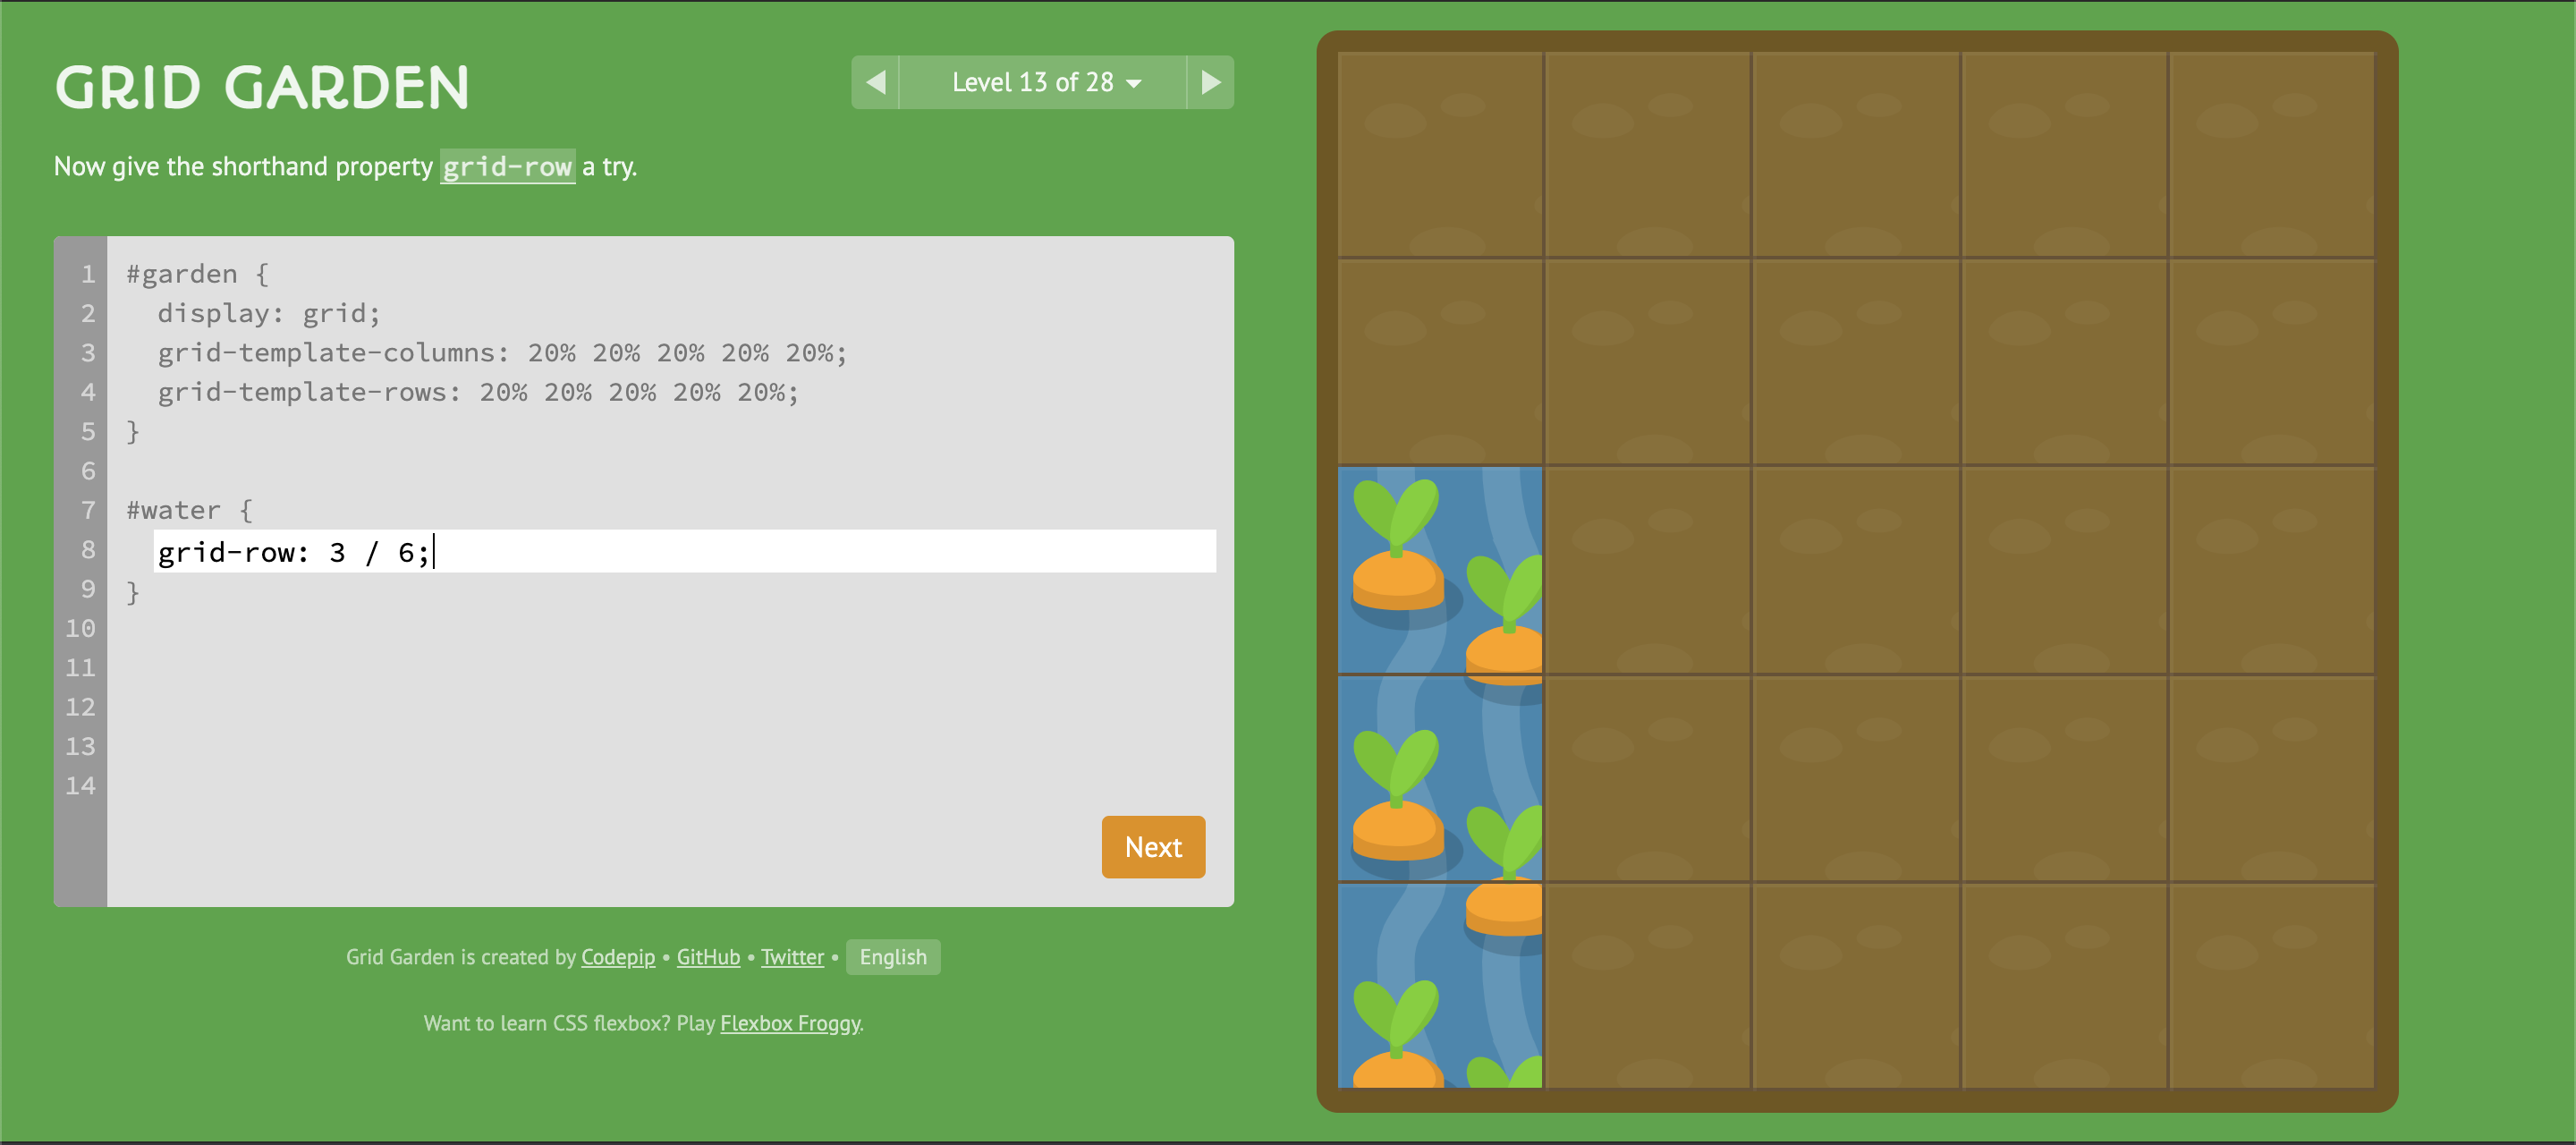 GRID GARDEN
Level 13 of 28
Now give the shorthand property grid-row a try.
1 #garden {
2   display: grid;
3   grid-template-columns: 20% 20% 20% 20% 20%;
4   grid-template-rows: 20% 20% 20% 20% 20%;
5 }
6
7 #water {
8   grid-row: 3 / 6;
9 }
10
11
12
13
14
Next
Grid Garden is created by Codepip • GitHub • Twitter • English
Want to learn CSS flexbox? Play Flexbox Froggy.